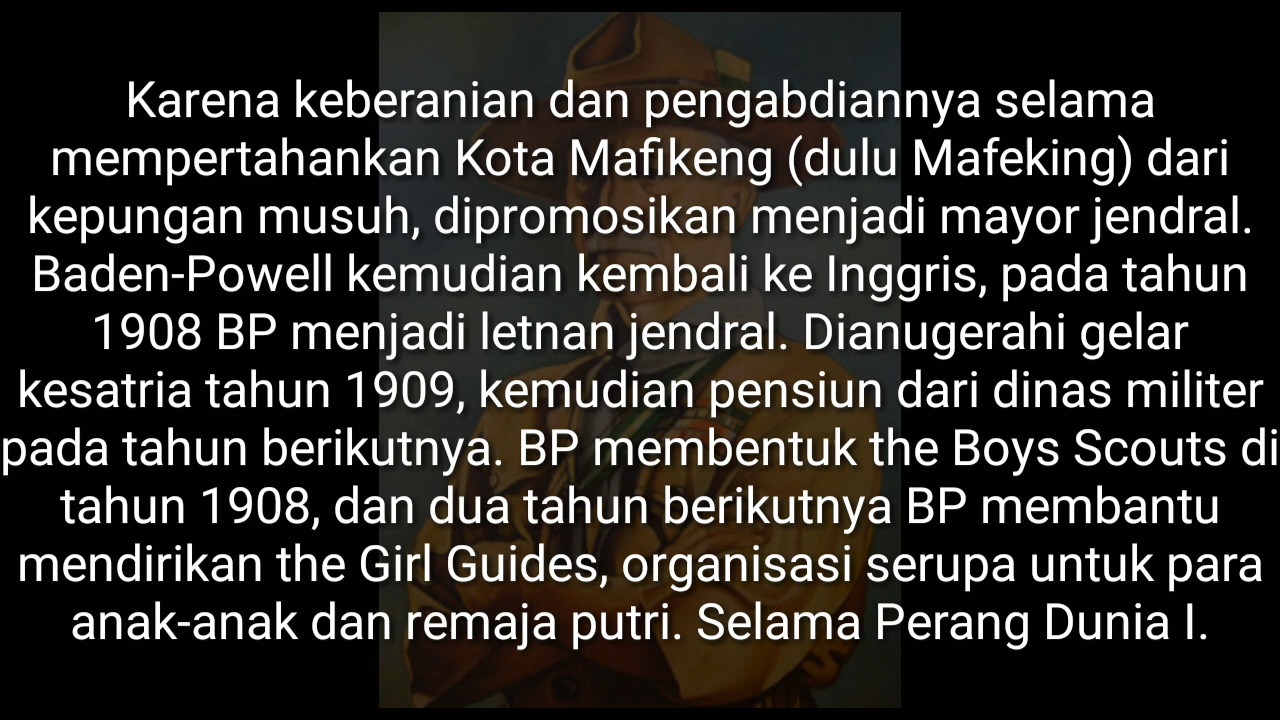 Karena keberanian dan pengabdiannya selama
mempertahankan Kota Mafikeng (dulu Mafeking) dari
kepungan musuh, dipromosikan menjadi mayor jendral.
Baden-Powell kemudian kembali ke Inggris, pada tahun
1908 BP menjadi letnan jendral. Dianugerahi gelar
kesatria tahun 1909, kemudian pensiun dari dinas militer
pada tahun berikutnya. BP membentuk the Boys Scouts di
tahun 1908, dan dua tahun berikutnya BP membantu
mendirikan the Girl Guides, organisasi serupa untuk para
anak-anak dan remaja putri. Selama Perang Dunia I.